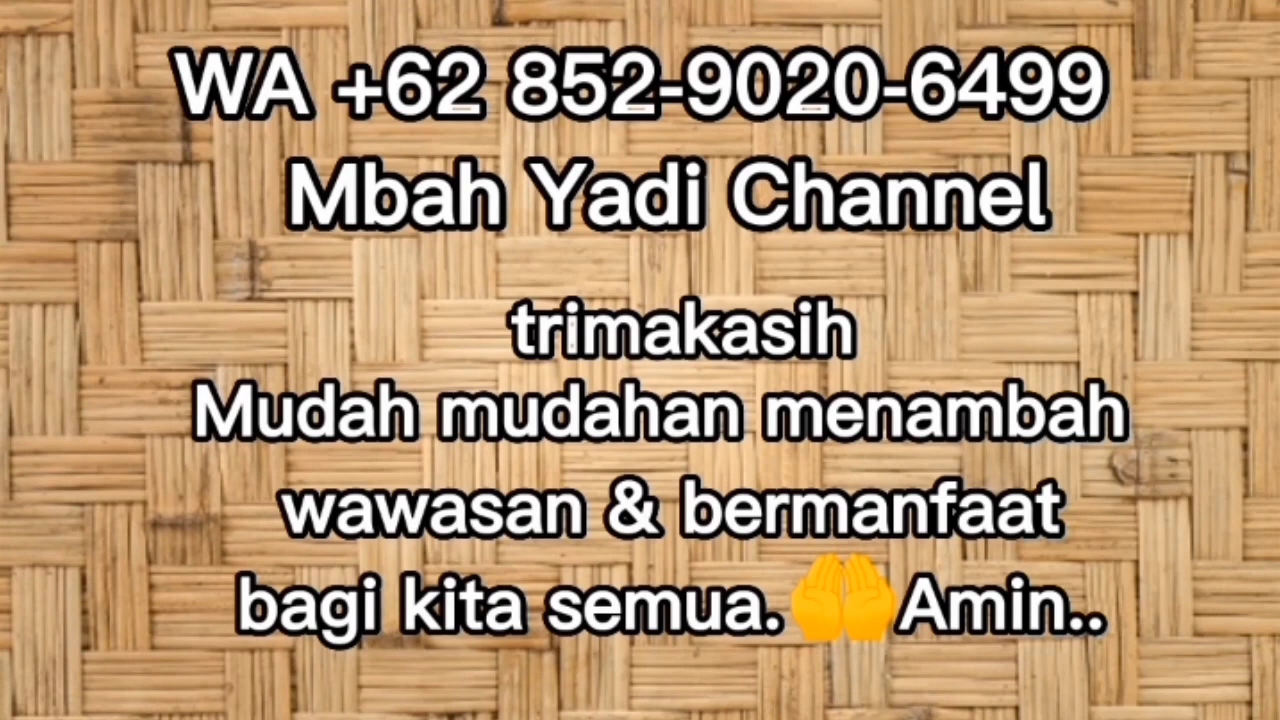 WA +62 852-9020-6499
Mbah Yadi Channel
trimakasih
Mudah mudahan menambah
wawasan & bermanfaat
bagi kita semua.🤲Amin..